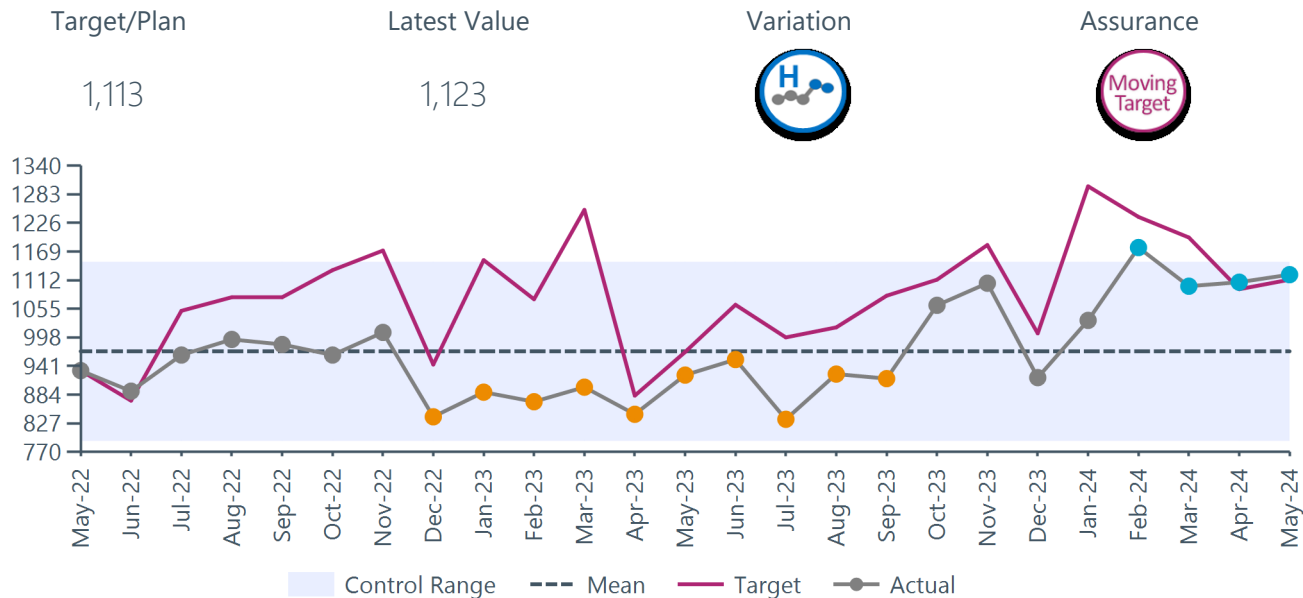 Target/Plan Latest Value Variation Assurance
1,113 1,123 H Moving Target
1340
1283
1226
1169
1112
1055
998
941
884
827
770
May-22 Jun-22 Jul-22 Aug-22 Sep-22 Oct-22 Nov-22 Dec-22 Jan-23 Feb-23 Mar-23 Apr-23 May-23 Jun-23 Jul-23 Aug-23 Sep-23 Oct-23 Nov-23 Dec-23 Jan-24 Feb-24 Mar-24 Apr-24 May-24
Control Range Mean Target Actual